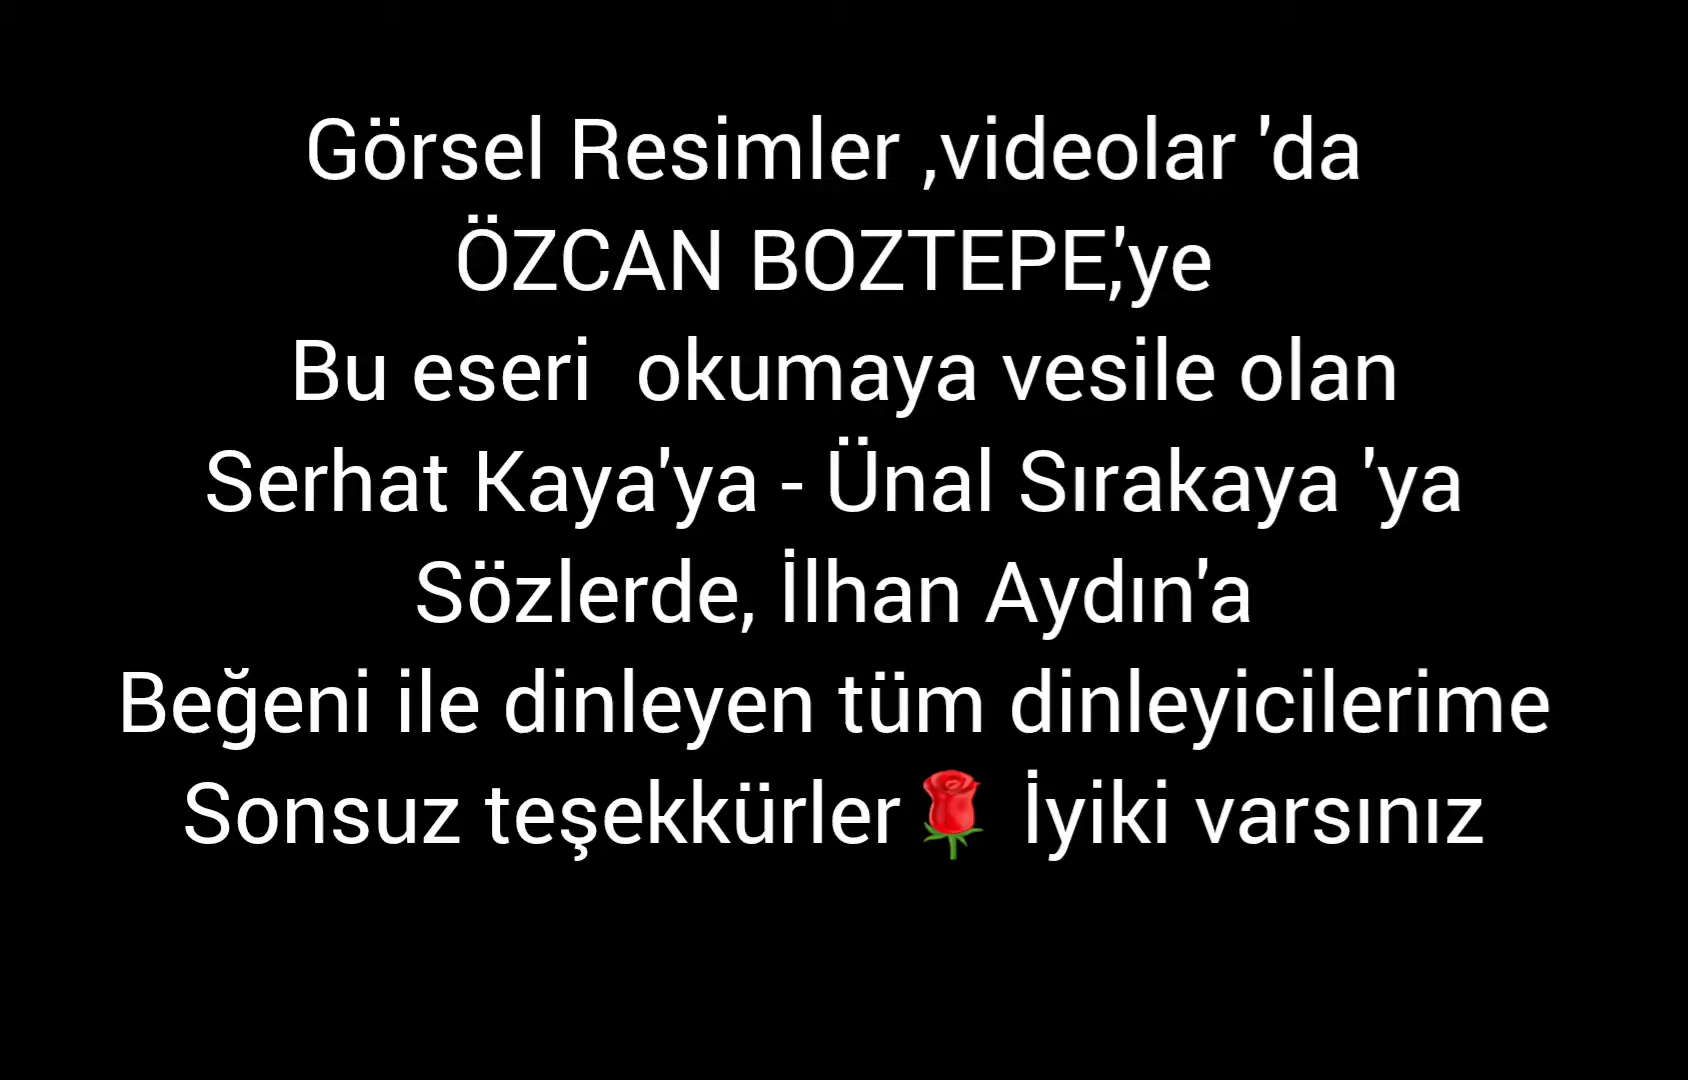 Görsel Resimler ,videolar 'da
ÖZCAN BOZTEPE,'ye
Bu eseri  okumaya vesile olan
Serhat Kaya'ya - Ünal Sırakaya 'ya
Sözlerde, İlhan Aydın'a
Beğeni ile dinleyen tüm dinleyicilerime
Sonsuz teşekkürler🌹 İyiki varsınız